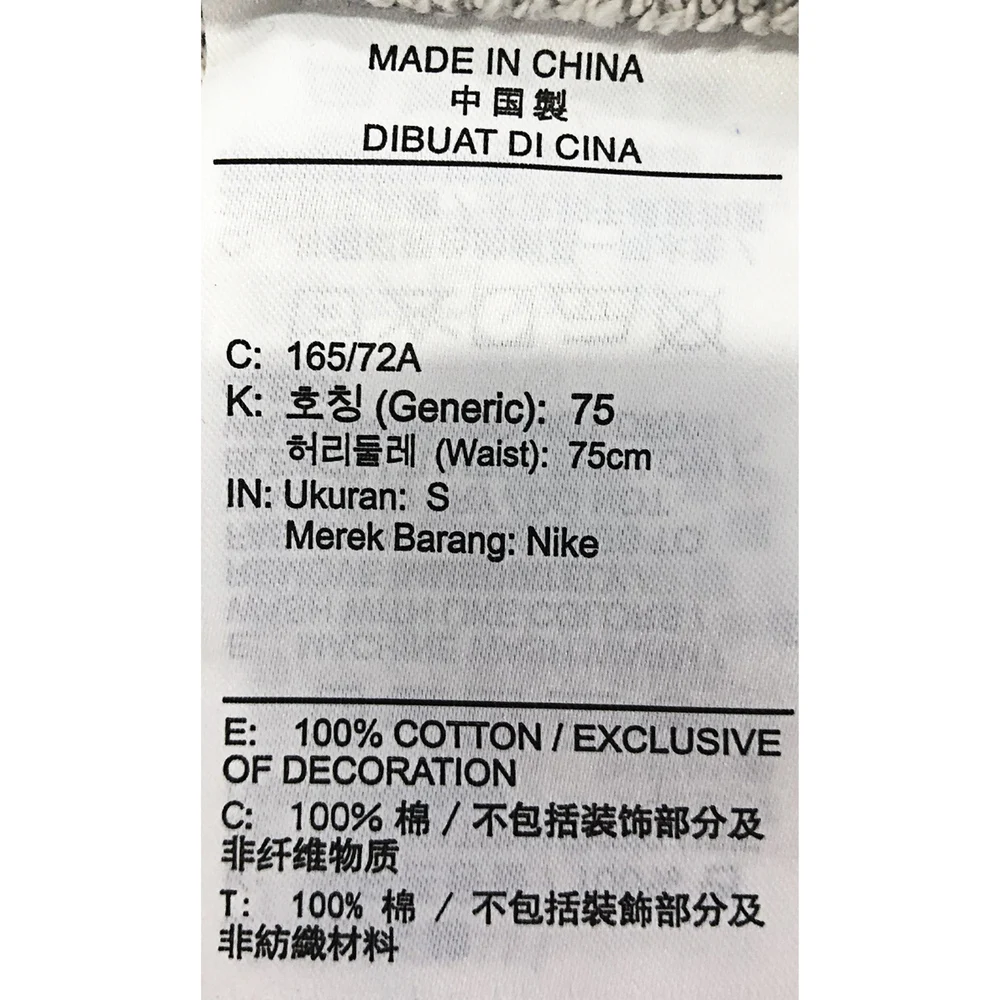 MADE IN CHINA
中国製
DIBUAT DI CINA
C: 165/72A
K: 호칭 (Generic): 75
허리둘레 (Waist): 75cm
IN: Ukuran: S
Merek Barang: Nike
E: 100% COTTON / EXCLUSIVE
OF DECORATION
C: 100% 棉 / 不包括装饰部分及
非纤维物质
T: 100% 棉 / 不包括裝飾部分及
非紡織材料